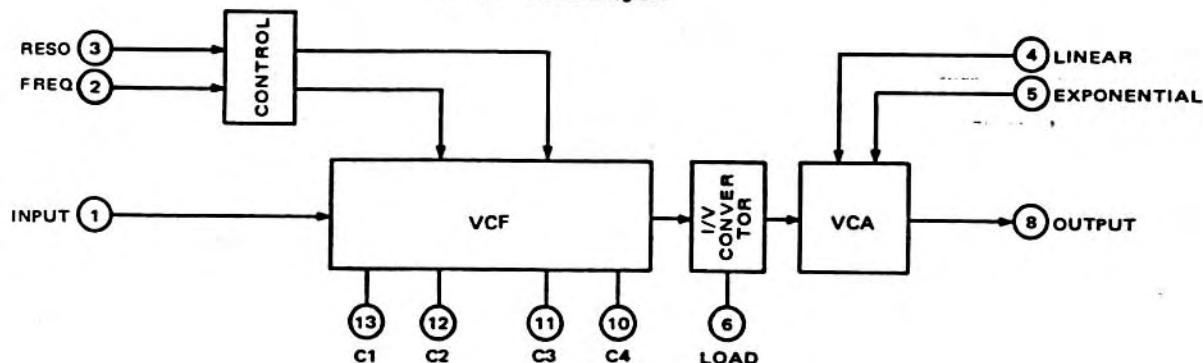 RESO 3
FREQ 2
CONTROL
4 LINEAR
5 EXPONENTIAL
INPUT 1
VCF
I/V
CONVER
TOR
VCA
8 OUTPUT
13
12
11
10
6
C1
C2
C3
C4
LOAD